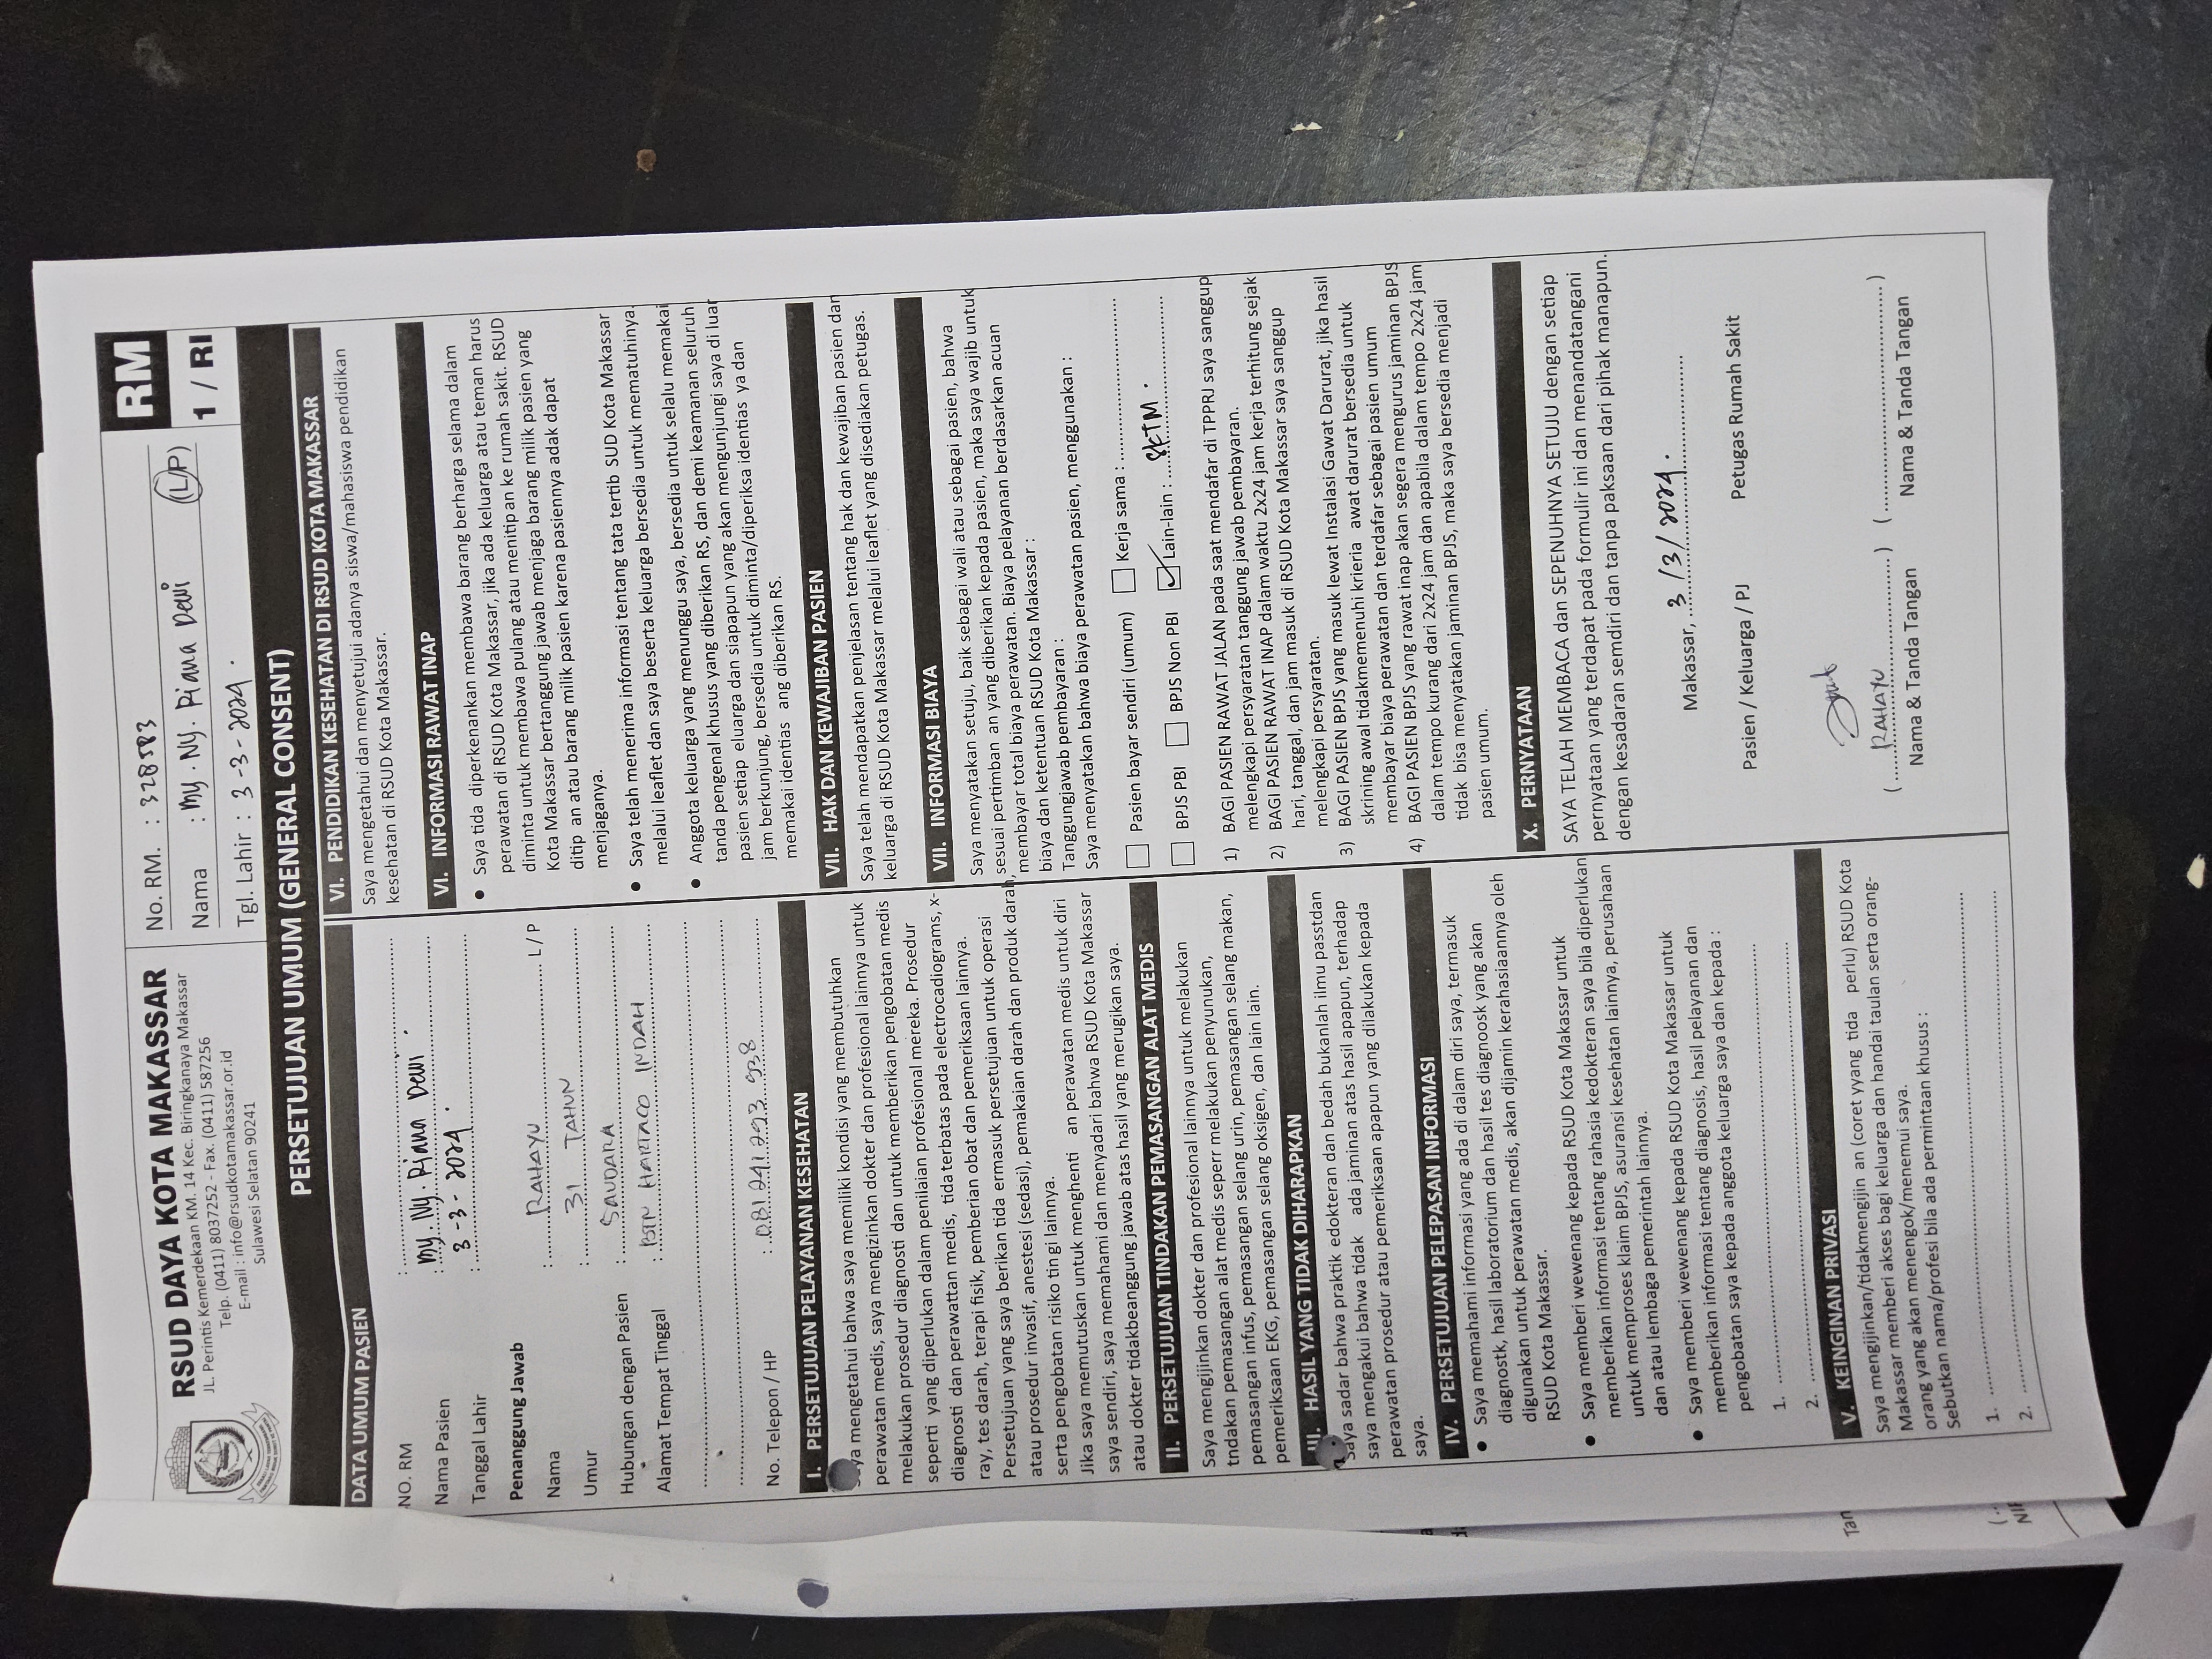 RSUD DAYA KOTA MAKASSAR
JL. Perintis Kemerdekaan KM. 14 Kec. Biringkanaya Makassar
Telp. (0411) 8037252 - Fax. (0411) 587256
E-mail : info@rsudkotamakassar.or.id
Sulawesi Selatan 90241
No. RM. : 328583
Nama : My. Ny. Riana Dewi (L/P)
Tgl. Lahir : 3-3-2024.
RM
1 / RI
PERSETUJUAN UMUM (GENERAL CONSENT)
DATA UMUM PASIEN
NO. RM :
Nama Pasien : My. Ny. Riana Dewi.
Tanggal Lahir : 3-3-2024.
Penanggung Jawab
Nama : RAHAYU L / P
Umur : 31 TAHUN
Hubungan dengan Pasien : SAUDARA
Alamat Tempat Tinggal : BTN HARTACO INDAH
No. Telepon / HP :
I. PERSETUJUAN PELAYANAN KESEHATAN
Saya mengetahui bahwa saya memiliki kondisi yang membutuhkan
perawatan medis, saya mengizinkan dokter dan profesional lainnya untuk
melakukan prosedur diagnosti dan untuk memberikan pengobatan medis
seperti yang diperlukan dalam penilaian profesional mereka. Prosedur
diagnosti dan perawattan medis, tida terbatas pada electrocadiograms, x-
ray, tes darah, terapi fisik, pemberian obat dan pemeriksaan lainnya.
Persetujuan yang saya berikan tida ermasuk persetujuan untuk operasi
atau prosedur invasif, anestesi (sedasi), pemakaian darah dan produk darah,
serta pengobatan risiko tin gi lainnya.
Jika saya memutuskan untuk menghenti an perawatan medis untuk diri
saya sendiri, saya memahami dan menyadari bahwa RSUD Kota Makassar
atau dokter tidakbeanggung jawab atas hasil yang merugikan saya.
II. PERSETUJUAN TINDAKAN PEMASANGAN ALAT MEDIS
Saya mengijinkan dokter dan profesional lainnya untuk melakukan
tndakan pemasangan alat medis seperr melakukan penyunukan,
pemasangan infus, pemasangan selang urin, pemasangan selang makan,
pemeriksaan EKG, pemasangan selang oksigen, dan lain lain.
III. HASIL YANG TIDAK DIHARAPKAN
Saya sadar bahwa praktik edokteran dan bedah bukanlah ilmu passtdan
saya mengakui bahwa tidak ada jaminan atas hasil apapun, terhadap
perawatan prosedur atau pemeriksaan apapun yang dilakukan kepada
saya.
IV. PERSETUJUAN PELEPASAN INFORMASI
• Saya memahami informasi yang ada di dalam diri saya, termasuk
diagnostk, hasil laboratorium dan hasil tes diagnoosk yang akan
digunakan untuk perawatan medis, akan dijamin kerahasiaannya oleh
RSUD Kota Makassar.
• Saya memberi wewenang kepada RSUD Kota Makassar untuk
memberikan informasi tentang rahasia kedokteran saya bila diperlukan
untuk memproses klaim BPJS, asuransi kesehatan lainnya, perusahaan
dan atau lembaga pemerintah lainnya.
• Saya memberi wewenang kepada RSUD Kota Makassar untuk
memberikan informasi tentang diagnosis, hasil pelayanan dan
pengobatan saya kepada anggota keluarga saya dan kepada :
1.
2.
V. KEINGINAN PRIVASI
Saya mengijinkan/tidakmengijin an (coret yyang tida perlu) RSUD Kota
Makassar memberi akses bagi keluarga dan handai taulan serta orang-
orang yang akan menengok/menemui saya.
Sebutkan nama/profesi bila ada permintaan khusus :
1.
2.
VI. PENDIDIKAN KESEHATAN DI RSUD KOTA MAKASSAR
Saya mengetahui dan menyetujui adanya siswa/mahasiswa pendidikan
kesehatan di RSUD Kota Makassar.
VI. INFORMASI RAWAT INAP
• Saya tida diperkenankan membawa barang berharga selama dalam
perawatan di RSUD Kota Makassar, jika ada keluarga atau teman harus
diminta untuk membawa pulang atau menitip an ke rumah sakit. RSUD
Kota Makassar bertanggung jawab menjaga barang milik pasien yang
ditip an atau barang milik pasien karena pasiennya adak dapat
menjaganya.
• Saya telah menerima informasi tentang tata tertib SUD Kota Makassar
melalui leaflet dan saya beserta keluarga bersedia untuk mematuhinya.
• Anggota keluarga yang menunggu saya, bersedia untuk selalu memakai
tanda pengenal khusus yang diberikan RS, dan demi keamanan seluruh
pasien setiap eluarga dan siapapun yang akan mengunjungi saya di luar
jam berkunjung, bersedia untuk diminta/diperiksa identias ya dan
memakai identias ang diberikan RS.
VII. HAK DAN KEWAJIBAN PASIEN
Saya telah mendapatkan penjelasan tentang hak dan kewajiban pasien dan
keluarga di RSUD Kota Makassar melalui leaflet yang disediakan petugas.
VII. INFORMASI BIAYA
Saya menyatakan setuju, baik sebagai wali atau sebagai pasien, bahwa
sesuai pertimban an yang diberikan kepada pasien, maka saya wajib untuk
membayar total biaya perawatan. Biaya pelayanan berdasarkan acuan
biaya dan ketentuan RSUD Kota Makassar :
Tanggungjawab pembayaran :
Saya menyatakan bahwa biaya perawatan pasien, menggunakan :
Pasien bayar sendiri (umum) Kerja sama :
BPJS PBI BPJS Non PBI Lain-lain : SKTM.
1) BAGI PASIEN RAWAT JALAN pada saat mendafar di TPPRJ saya sanggup
melengkapi persyaratan tanggung jawab pembayaran.
2) BAGI PASIEN RAWAT INAP dalam waktu 2x24 jam kerja terhitung sejak
hari, tanggal, dan jam masuk di RSUD Kota Makassar saya sanggup
melengkapi persyaratan.
3) BAGI PASIEN BPJS yang masuk lewat Instalasi Gawat Darurat, jika hasil
skrining awal tidakmemenuhi krieria awat darurat bersedia untuk
membayar biaya perawatan dan terdafar sebagai pasien umum
4) BAGI PASIEN BPJS yang rawat inap akan segera mengurus jaminan BPJS
dalam tempo kurang dari 2x24 jam dan apabila dalam tempo 2x24 jam
tidak bisa menyatakan jaminan BPJS, maka saya bersedia menjadi
pasien umum.
X. PERNYATAAN
SAYA TELAH MEMBACA dan SEPENUHNYA SETUJU dengan setiap
pernyataan yang terdapat pada formulir ini dan menandatangani
dengan kesadaran sendiri dan tanpa paksaan dari pihak manapun.
Makassar, 3/3/2024.
Pasien / Keluarga / PJ Petugas Rumah Sakit
( RAHAYU ) ( )
Nama & Tanda Tangan Nama & Tanda Tangan
Tan